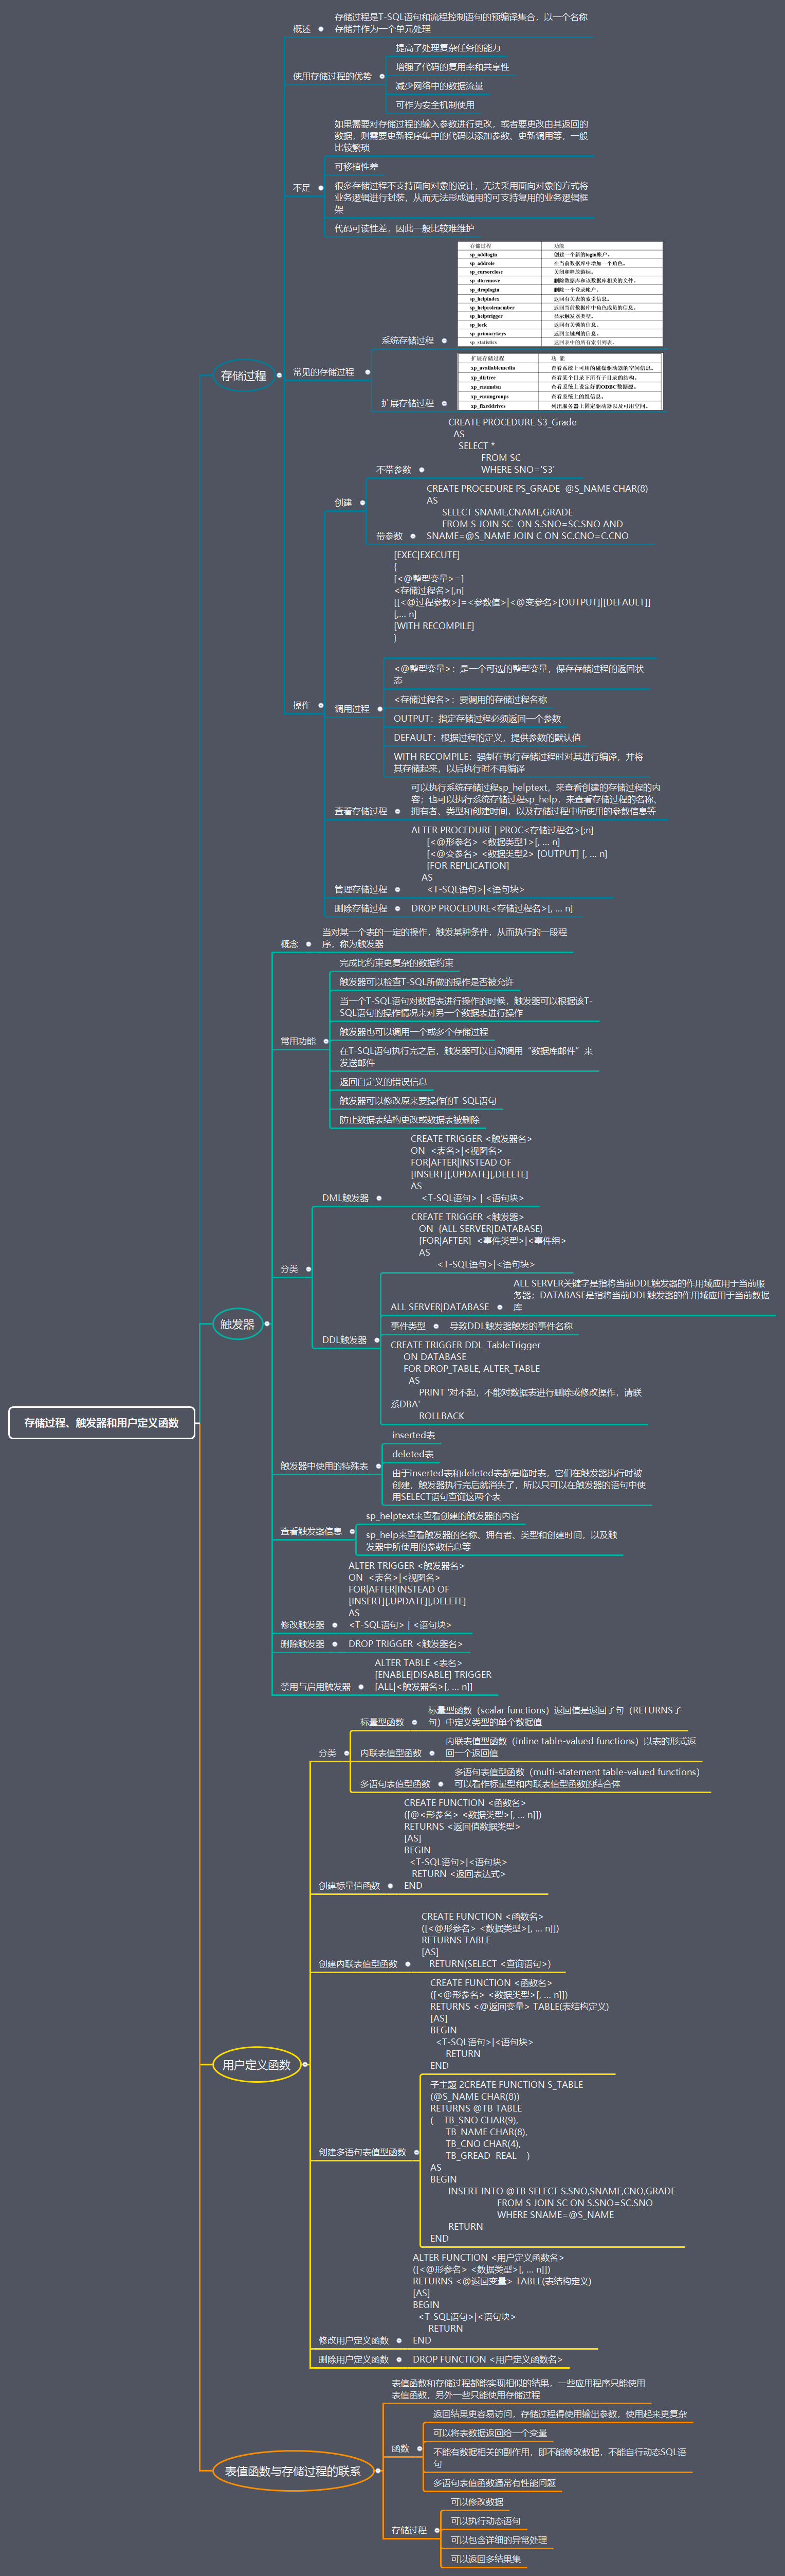 存储过程、触发器和用户定义函数
存储过程
概述
存储过程是T-SQL语句和流程控制语句的预编译集合，以一个名称
存储并作为一个单元处理
使用存储过程的优势
提高了处理复杂任务的能力
增强了代码的复用率和共享性
减少网络中的数据流量
可作为安全机制使用
不足
如果需要对存储过程的输入参数进行更改，或者要更改由其返回的
数据，则需要更新程序集中的代码以添加参数、更新调用等，一般
比较繁琐
可移植性差
很多存储过程不支持面向对象的设计，无法采用面向对象的方式将
业务逻辑进行封装，从而无法形成通用的可支持复用的业务逻辑框
架
代码可读性差，因此一般比较难维护
常见的存储过程
系统存储过程
存储过程 功能
sp_addlogin 创建一个新的login帐户。
sp_addrole 在当前数据库中增加一个角色。
sp_cursorclose 关闭和释放游标。
sp_dbremove 删除数据库和该数据库相关的文件。
sp_droplogin 删除一个登录帐户。
sp_helpindex 返回有关表的索引信息。
sp_helprolemember 返回当前数据库中角色成员的信息。
sp_helptrigger 显示触发器类型。
sp_lock 返回有关锁的信息。
sp_primarykeys 返回主键列的信息。
sp_statistics 返回表中的所有索引列表。
扩展存储过程
扩展存储过程 功 能
xp_availablemedia 查看系统上可用的磁盘驱动器的空间信息。
xp_dirtree 查看某个目录下所有子目录的结构。
xp_enumdsn 查看系统上设定好的ODBC数据源。
xp_enumgroups 查看系统上的组信息。
xp_fixeddrives 列出服务器上固定驱动器以及可用空间。
操作
创建
不带参数
CREATE PROCEDURE S3_Grade
AS
SELECT *
FROM SC
WHERE SNO='S3'
带参数
CREATE PROCEDURE PS_GRADE @S_NAME CHAR(8)
AS
SELECT SNAME,CNAME,GRADE
FROM S JOIN SC ON S.SNO=SC.SNO AND
SNAME=@S_NAME JOIN C ON SC.CNO=C.CNO
调用过程
[EXEC|EXECUTE]
{
[<@整型变量>=]
<存储过程名>[,n]
[[<@过程参数>]=<参数值>|<@变参名>[OUTPUT]|[DEFAULT]]
[,... n]
[WITH RECOMPILE]
}
<@整型变量>：是一个可选的整型变量，保存存储过程的返回状
态
<存储过程名>：要调用的存储过程名称
OUTPUT：指定存储过程必须返回一个参数
DEFAULT：根据过程的定义，提供参数的默认值
WITH RECOMPILE：强制在执行存储过程时对其进行编译，并将
其存储起来，以后执行时不再编译
查看存储过程
可以执行系统存储过程sp_helptext，来查看创建的存储过程的内
容；也可以执行系统存储过程sp_help，来查看存储过程的名称、
拥有者、类型和创建时间，以及存储过程中所使用的参数信息等
管理存储过程
ALTER PROCEDURE | PROC<存储过程名>[;n]
[<@形参名> <数据类型1>[, ... n]
[<@变参名> <数据类型2> [OUTPUT] [, ... n]
[FOR REPLICATION]
AS
<T-SQL语句>|<语句块>
删除存储过程
DROP PROCEDURE<存储过程名>[, ... n]
触发器
概念
当对某一个表的一定的操作，触发某种条件，从而执行的一段程
序，称为触发器
常用功能
完成比约束更复杂的数据约束
触发器可以检查T-SQL所做的操作是否被允许
当一个T-SQL语句对数据表进行操作的时候，触发器可以根据该T-
SQL语句的操作情况来对另一个数据表进行操作
触发器也可以调用一个或多个存储过程
在T-SQL语句执行完之后，触发器可以自动调用“数据库邮件”来
发送邮件
返回自定义的错误信息
触发器可以修改原来要操作的T-SQL语句
防止数据表结构更改或数据表被删除
分类
DML触发器
CREATE TRIGGER <触发器名>
ON <表名>|<视图名>
FOR|AFTER|INSTEAD OF
[INSERT][,UPDATE][,DELETE]
AS
<T-SQL语句> | <语句块>
DDL触发器
CREATE TRIGGER <触发器>
ON {ALL SERVER|DATABASE}
[FOR|AFTER} <事件类型>|<事件组>
AS
<T-SQL语句>|<语句块>
ALL SERVER|DATABASE
ALL SERVER关键字是指将当前DDL触发器的作用域应用于当前服
务器；DATABASE是指将当前DDL触发器的作用域应用于当前数据
库
事件类型
导致DDL触发器触发的事件名称
CREATE TRIGGER DDL_TableTrigger
ON DATABASE
FOR DROP_TABLE, ALTER_TABLE
AS
PRINT '对不起，不能对数据表进行删除或修改操作，请联
系DBA'
ROLLBACK
触发器中使用的特殊表
inserted表
deleted表
由于inserted表和deleted表都是临时表，它们在触发器执行时被
创建，触发器执行完后就消失了，所以只可以在触发器的语句中使
用SELECT语句查询这两个表
查看触发器信息
sp_helptext来查看创建的触发器的内容
sp_help来查看触发器的名称、拥有者、类型和创建时间，以及触
发器中所使用的参数信息等
修改触发器
ALTER TRIGGER <触发器名>
ON <表名>|<视图名>
FOR|AFTER|INSTEAD OF
[INSERT][,UPDATE][,DELETE]
AS
<T-SQL语句> | <语句块>
删除触发器
DROP TRIGGER <触发器名>
禁用与启用触发器
ALTER TABLE <表名>
[ENABLE|DISABLE] TRIGGER
[ALL|<触发器名>[, ... n]]
用户定义函数
分类
标量型函数
标量型函数（scalar functions）返回值是返回子句（RETURNS子
句）中定义类型的单个数据值
内联表值型函数
内联表值型函数（inline table-valued functions）以表的形式返
回一个返回值
多语句表值型函数
多语句表值型函数（multi-statement table-valued functions）
可以看作标量型和内联表值型函数的结合体
创建标量值函数
CREATE FUNCTION <函数名>
([@<形参名> <数据类型>[, ... n]])
RETURNS <返回值数据类型>
[AS]
BEGIN
<T-SQL语句>|<语句块>
RETURN <返回表达式>
END
创建内联表值型函数
CREATE FUNCTION <函数名>
([<@形参名> <数据类型>[, ... n]])
RETURNS TABLE
[AS]
RETURN(SELECT <查询语句>)
创建多语句表值型函数
CREATE FUNCTION <函数名>
([<@形参名> <数据类型>[, ... n]])
RETURNS <@返回变量> TABLE(表结构定义)
[AS]
BEGIN
<T-SQL语句>|<语句块>
RETURN
END
子主题 2CREATE FUNCTION S_TABLE
(@S_NAME CHAR(8))
RETURNS @TB TABLE
( TB_SNO CHAR(9),
TB_NAME CHAR(8),
TB_CNO CHAR(4),
TB_GREAD REAL )
AS
BEGIN
INSERT INTO @TB SELECT S.SNO,SNAME,CNO,GRADE
FROM S JOIN SC ON S.SNO=SC.SNO
WHERE SNAME=@S_NAME
RETURN
END
修改用户定义函数
ALTER FUNCTION <用户定义函数名>
([<@形参名> <数据类型>[, ... n]])
RETURNS <@返回变量> TABLE(表结构定义)
[AS]
BEGIN
<T-SQL语句>|<语句块>
RETURN
END
删除用户定义函数
DROP FUNCTION <用户定义函数名>
表值函数与存储过程的联系
表值函数和存储过程都能实现相似的结果，一些应用程序只能使用
表值函数，另外一些只能使用存储过程
函数
返回结果更容易访问，存储过程得使用输出参数，使用起来更复杂
可以将表数据返回给一个变量
不能有数据相关的副作用，即不能修改数据，不能自行动态SQL语
句
多语句表值函数通常有性能问题
存储过程
可以修改数据
可以执行动态语句
可以包含详细的异常处理
可以返回多结果集